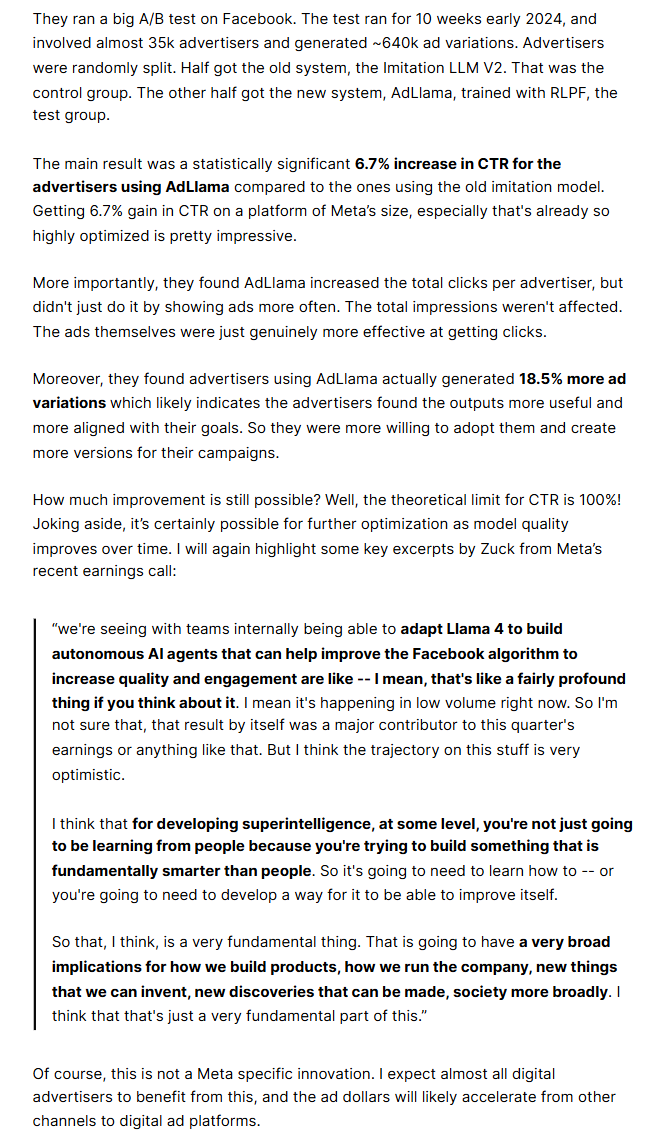 They ran a big A/B test on Facebook. The test ran for 10 weeks early 2024, and
involved almost 35k advertisers and generated ~640k ad variations. Advertisers
were randomly split. Half got the old system, the Imitation LLM V2. That was the
control group. The other half got the new system, AdLlama, trained with RLPF, the
test group.
The main result was a statistically significant 6.7% increase in CTR for the
advertisers using AdLlama compared to the ones using the old imitation model.
Getting 6.7% gain in CTR on a platform of Meta’s size, especially that's already so
highly optimized is pretty impressive.
More importantly, they found AdLlama increased the total clicks per advertiser, but
didn't just do it by showing ads more often. The total impressions weren't affected.
The ads themselves were just genuinely more effective at getting clicks.
Moreover, they found advertisers using AdLlama actually generated 18.5% more ad
variations which likely indicates the advertisers found the outputs more useful and
more aligned with their goals. So they were more willing to adopt them and create
more versions for their campaigns.
How much improvement is still possible? Well, the theoretical limit for CTR is 100%!
Joking aside, it’s certainly possible for further optimization as model quality
improves over time. I will again highlight some key excerpts by Zuck from Meta’s
recent earnings call:
“we're seeing with teams internally being able to adapt Llama 4 to build
autonomous AI agents that can help improve the Facebook algorithm to
increase quality and engagement are like -- I mean, that's like a fairly profound
thing if you think about it. I mean it's happening in low volume right now. So I'm
not sure that, that result by itself was a major contributor to this quarter's
earnings or anything like that. But I think the trajectory on this stuff is very
optimistic.
I think that for developing superintelligence, at some level, you're not just going
to be learning from people because you're trying to build something that is
fundamentally smarter than people. So it's going to need to learn how to -- or
you're going to need to develop a way for it to be able to improve itself.
So that, I think, is a very fundamental thing. That is going to have a very broad
implications for how we build products, how we run the company, new things
that we can invent, new discoveries that can be made, society more broadly. I
think that that's just a very fundamental part of this.”
Of course, this is not a Meta specific innovation. I expect almost all digital
advertisers to benefit from this, and the ad dollars will likely accelerate from other
channels to digital ad platforms.